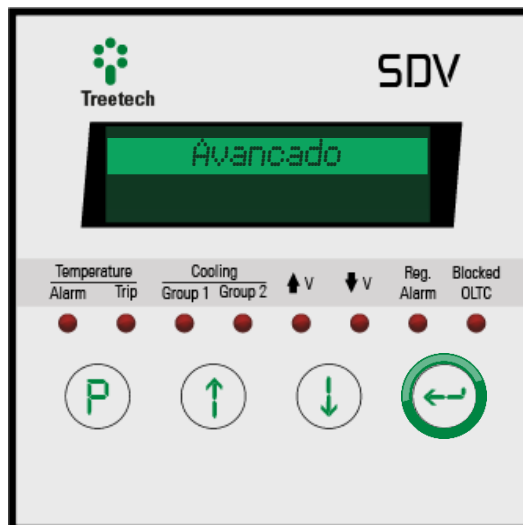 Treetech
SDV
Avancado
Temperature
Cooling
Alarm Trip
Group 1 Group 2
V
V
Reg. Alarm
Blocked OLTC
P